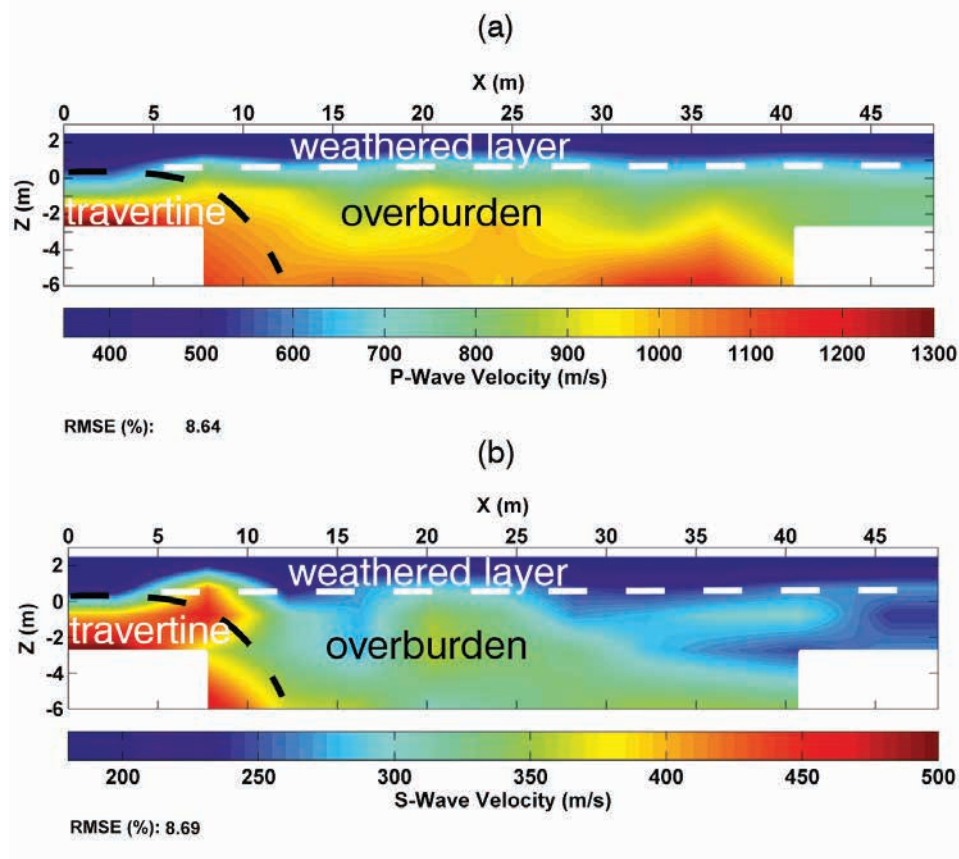 (a)
X (m)
0 5 10 15 20 25 30 35 40 45
weathered layer
2
0
-2
-4
-6
Z (m)
travertine
overburden
400 500 600 700 800 900 1000 1100 1200 1300
P-Wave Velocity (m/s)
RMSE (%): 8.64
(b)
X (m)
0 5 10 15 20 25 30 35 40 45
weathered layer
2
0
-2
-4
-6
Z (m)
travertine
overburden
200 250 300 350 400 450 500
S-Wave Velocity (m/s)
RMSE (%): 8.69